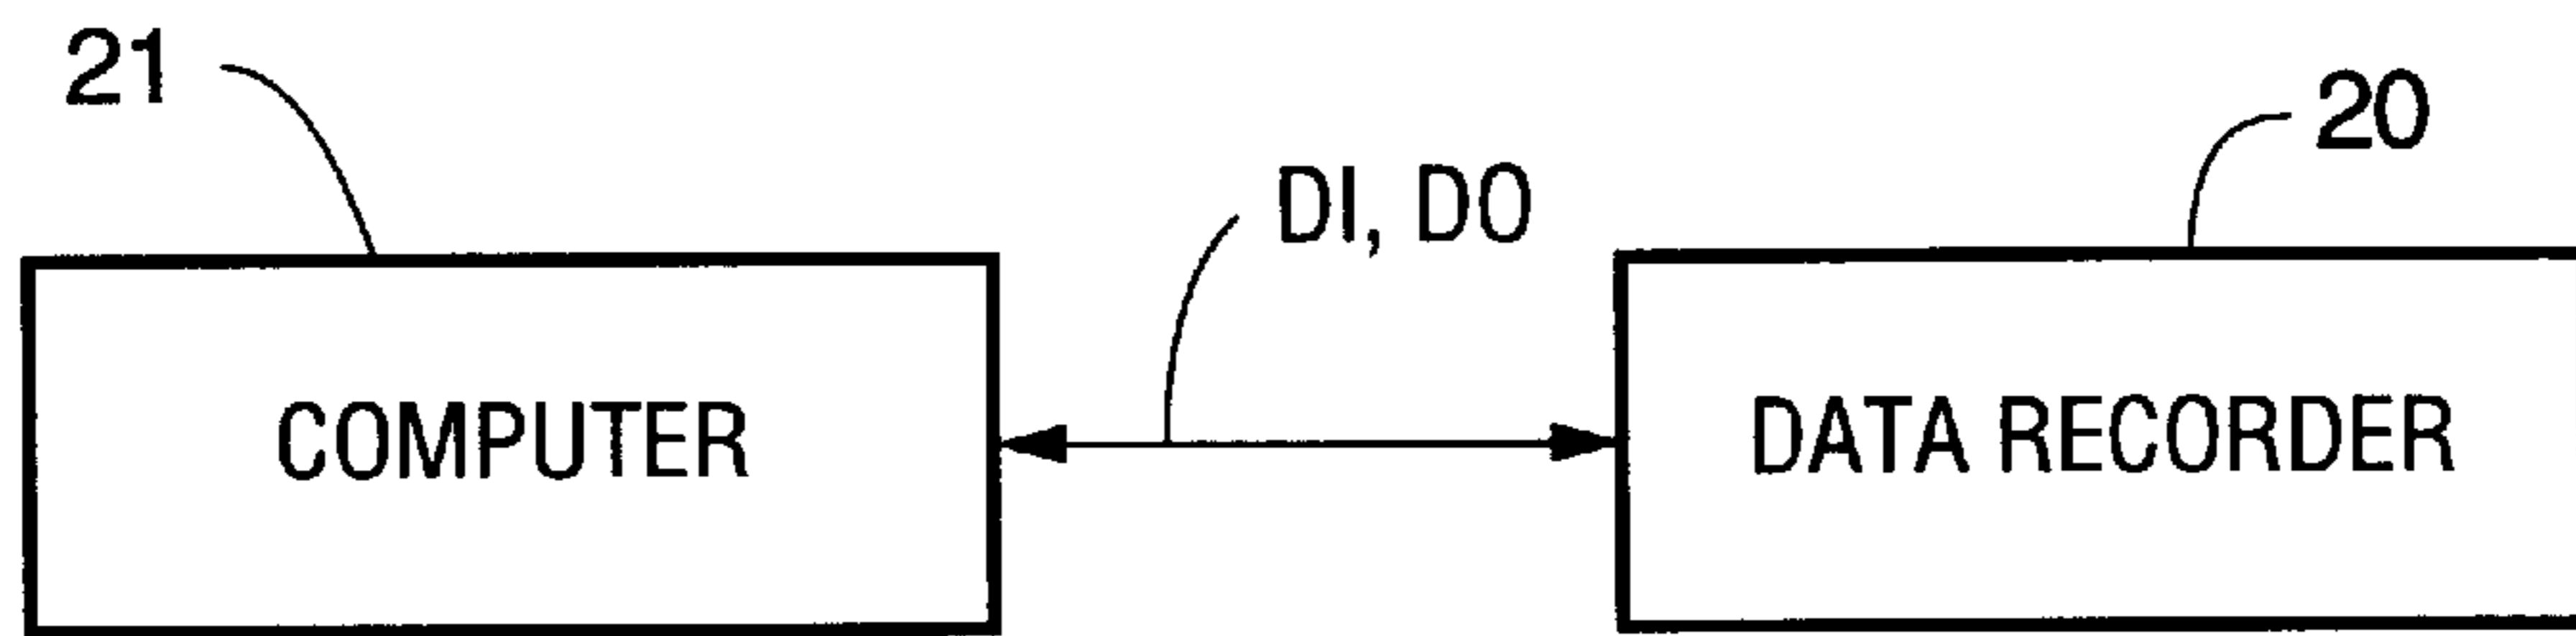 21
20
DI, DO
COMPUTER
DATA RECORDER